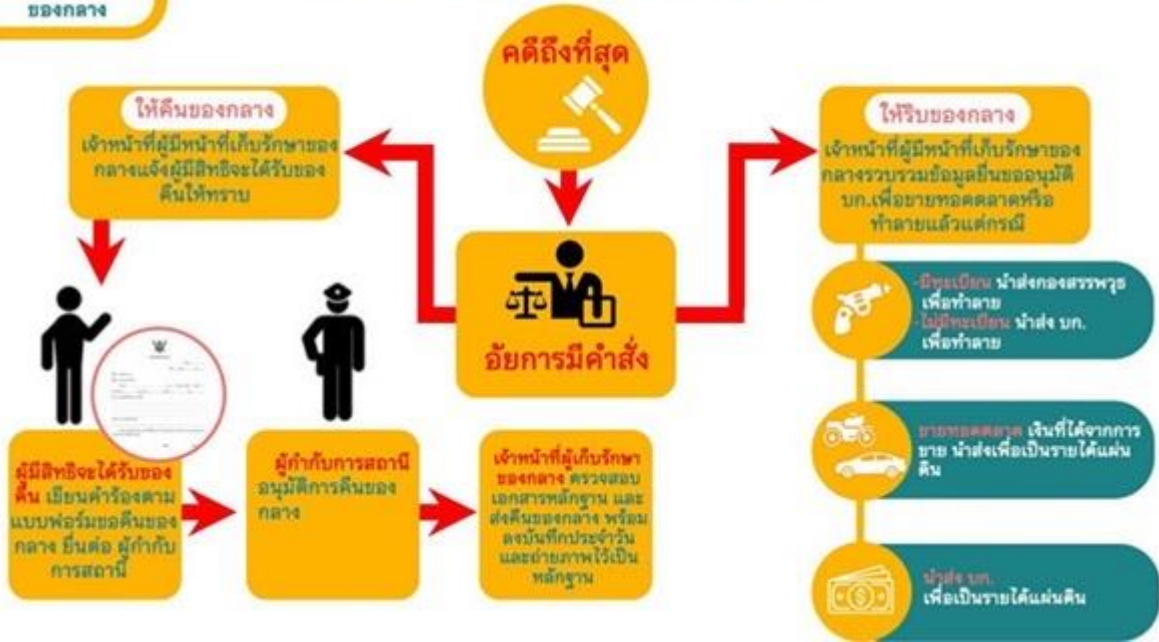 ของกลาง
คดีถึงที่สุด
ให้คืนของกลาง
เจ้าหน้าที่ผู้มีหน้าที่เก็บรักษาของ
กลางแจ้งผู้มีสิทธิจะได้รับของ
คืนให้ทราบ
ให้ริบของกลาง
เจ้าหน้าที่ผู้มีหน้าที่เก็บรักษาของ
กลางรวบรวมข้อมูลยื่นขออนุมัติ
บก.เพื่อขายทอดตลาดหรือ
ทำลายแล้วแต่กรณี
อัยการมีคำสั่ง
-มีทะเบียน นำส่งกองสรรพวุธ
เพื่อทำลาย
-ไม่มีทะเบียน นำส่ง บก.
เพื่อทำลาย
ขายทอดตลาด เงินที่ได้จากการ
ขาย นำส่งเพื่อเป็นรายได้แผ่น
ดิน
นำส่ง บก.
เพื่อเป็นรายได้แผ่นดิน
ผู้มีสิทธิจะได้รับของ
คืน เขียนคำร้องตาม
แบบฟอร์มขอคืนของ
กลาง ยื่นต่อ ผู้กำกับ
การสถานี
ผู้กำกับการสถานี
อนุมัติการคืนของ
กลาง
เจ้าหน้าที่ผู้เก็บรักษา
ของกลาง ตรวจสอบ
เอกสารหลักฐาน และ
ส่งคืนของกลาง พร้อม
ลงบันทึกประจำวัน
และถ่ายภาพไว้เป็น
หลักฐาน